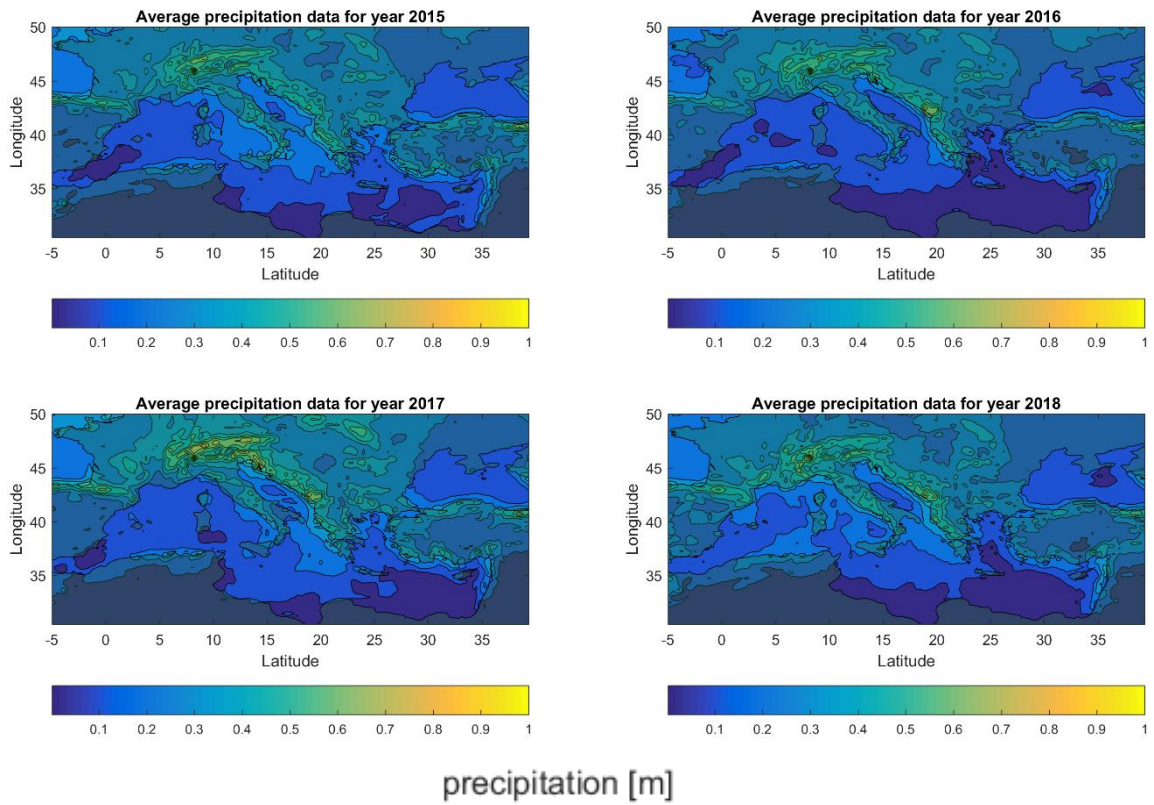 Average precipitation data for year 2015
50
45
40
35
Longitude
-5 0 5 10 15 20 25 30 35
Latitude
0.1 0.2 0.3 0.4 0.5 0.6 0.7 0.8 0.9 1
Average precipitation data for year 2016
50
45
40
35
Longitude
-5 0 5 10 15 20 25 30 35
Latitude
0.1 0.2 0.3 0.4 0.5 0.6 0.7 0.8 0.9 1
Average precipitation data for year 2017
50
45
40
35
Longitude
-5 0 5 10 15 20 25 30 35
Latitude
0.1 0.2 0.3 0.4 0.5 0.6 0.7 0.8 0.9 1
Average precipitation data for year 2018
50
45
40
35
Longitude
-5 0 5 10 15 20 25 30 35
Latitude
0.1 0.2 0.3 0.4 0.5 0.6 0.7 0.8 0.9 1
precipitation [m]